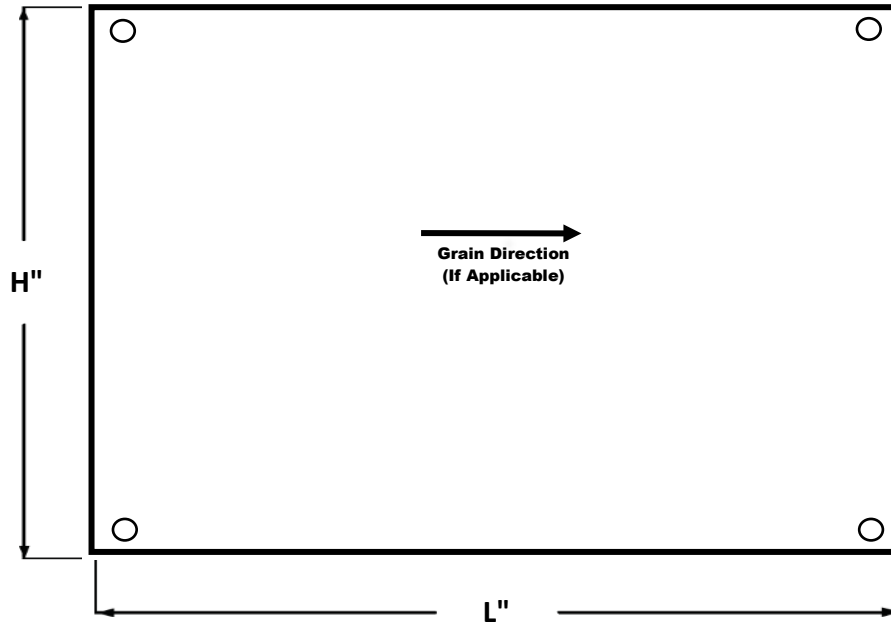 Grain Direction
(If Applicable)
H"
L"